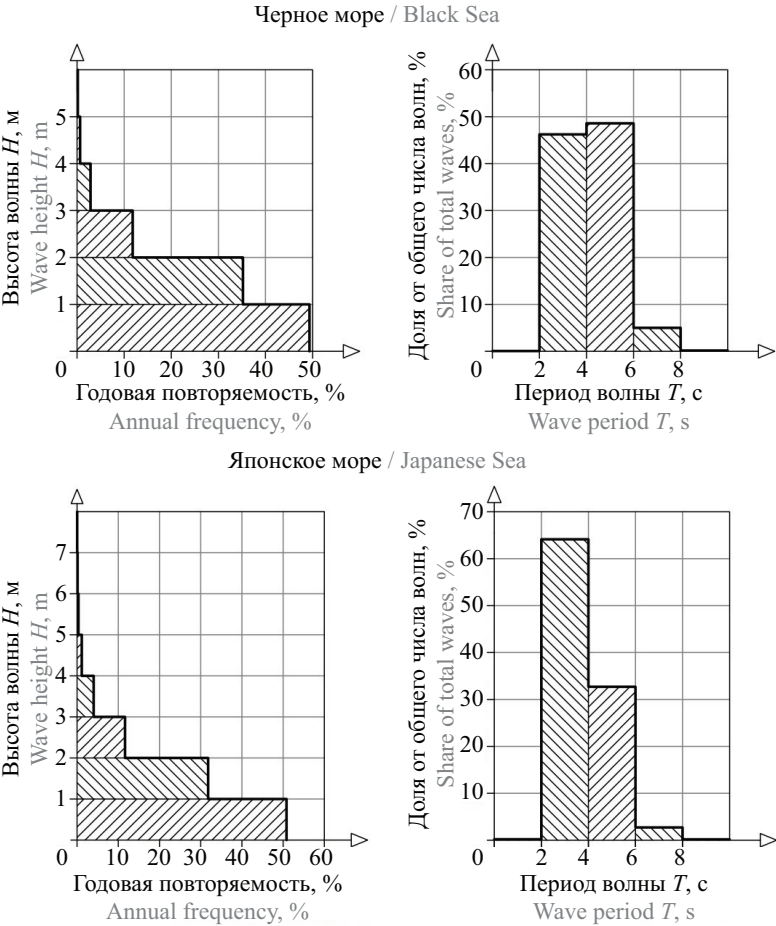 Черное море / Black Sea
Высота волны H, м
Wave height H, m
5
4
3
2
1
0 10 20 30 40 50
Годовая повторяемость, %
Annual frequency, %
Доля от общего числа волн, %
Share of total waves, %
60
50
40
30
20
10
0 2 4 6 8
Период волны T, с
Wave period T, s
Японское море / Japanese Sea
Высота волны H, м
Wave height H, m
7
6
5
4
3
2
1
0 10 20 30 40 50 60
Годовая повторяемость, %
Annual frequency, %
Доля от общего числа волн, %
Share of total waves, %
70
60
50
40
30
20
10
0 2 4 6 8
Период волны T, с
Wave period T, s